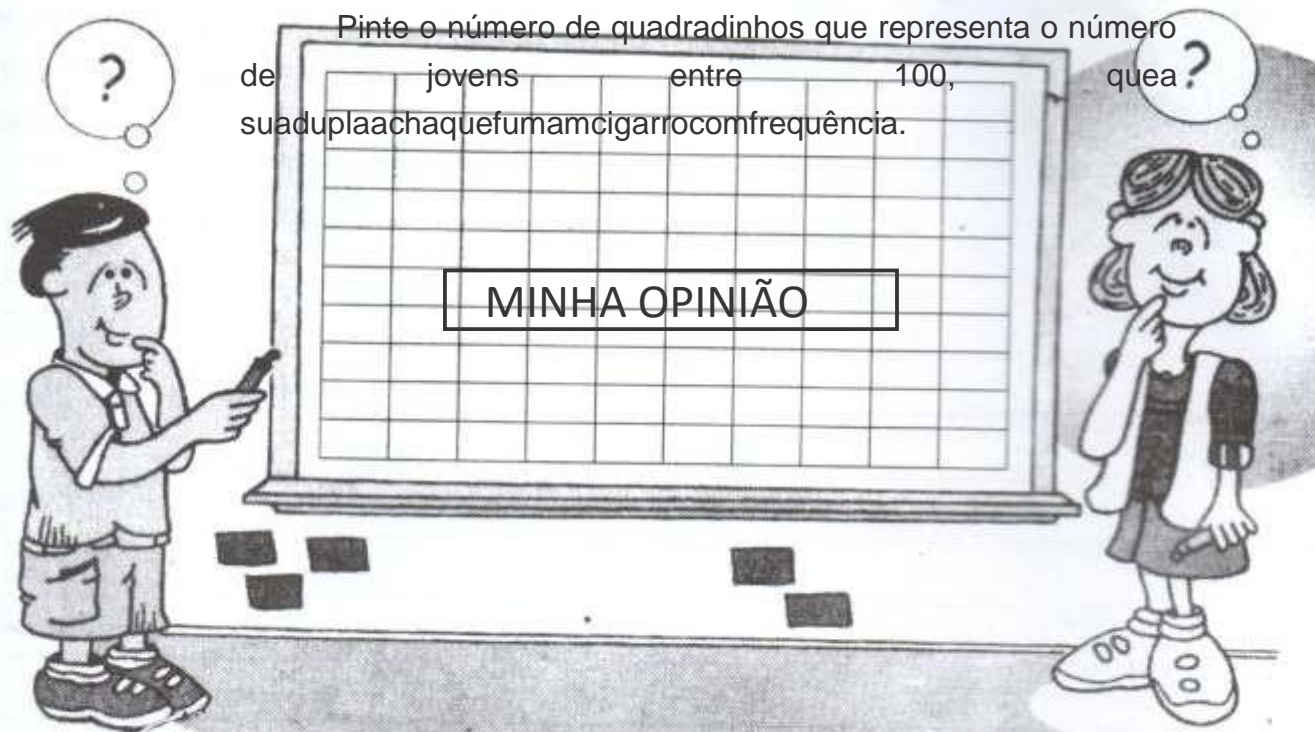 Pinte o número de quadradinhos que representa o número
de jovens entre 100, quea
suaduplaachaquefumamcigarrocomfrequência.
?
?
MINHA OPINIÃO